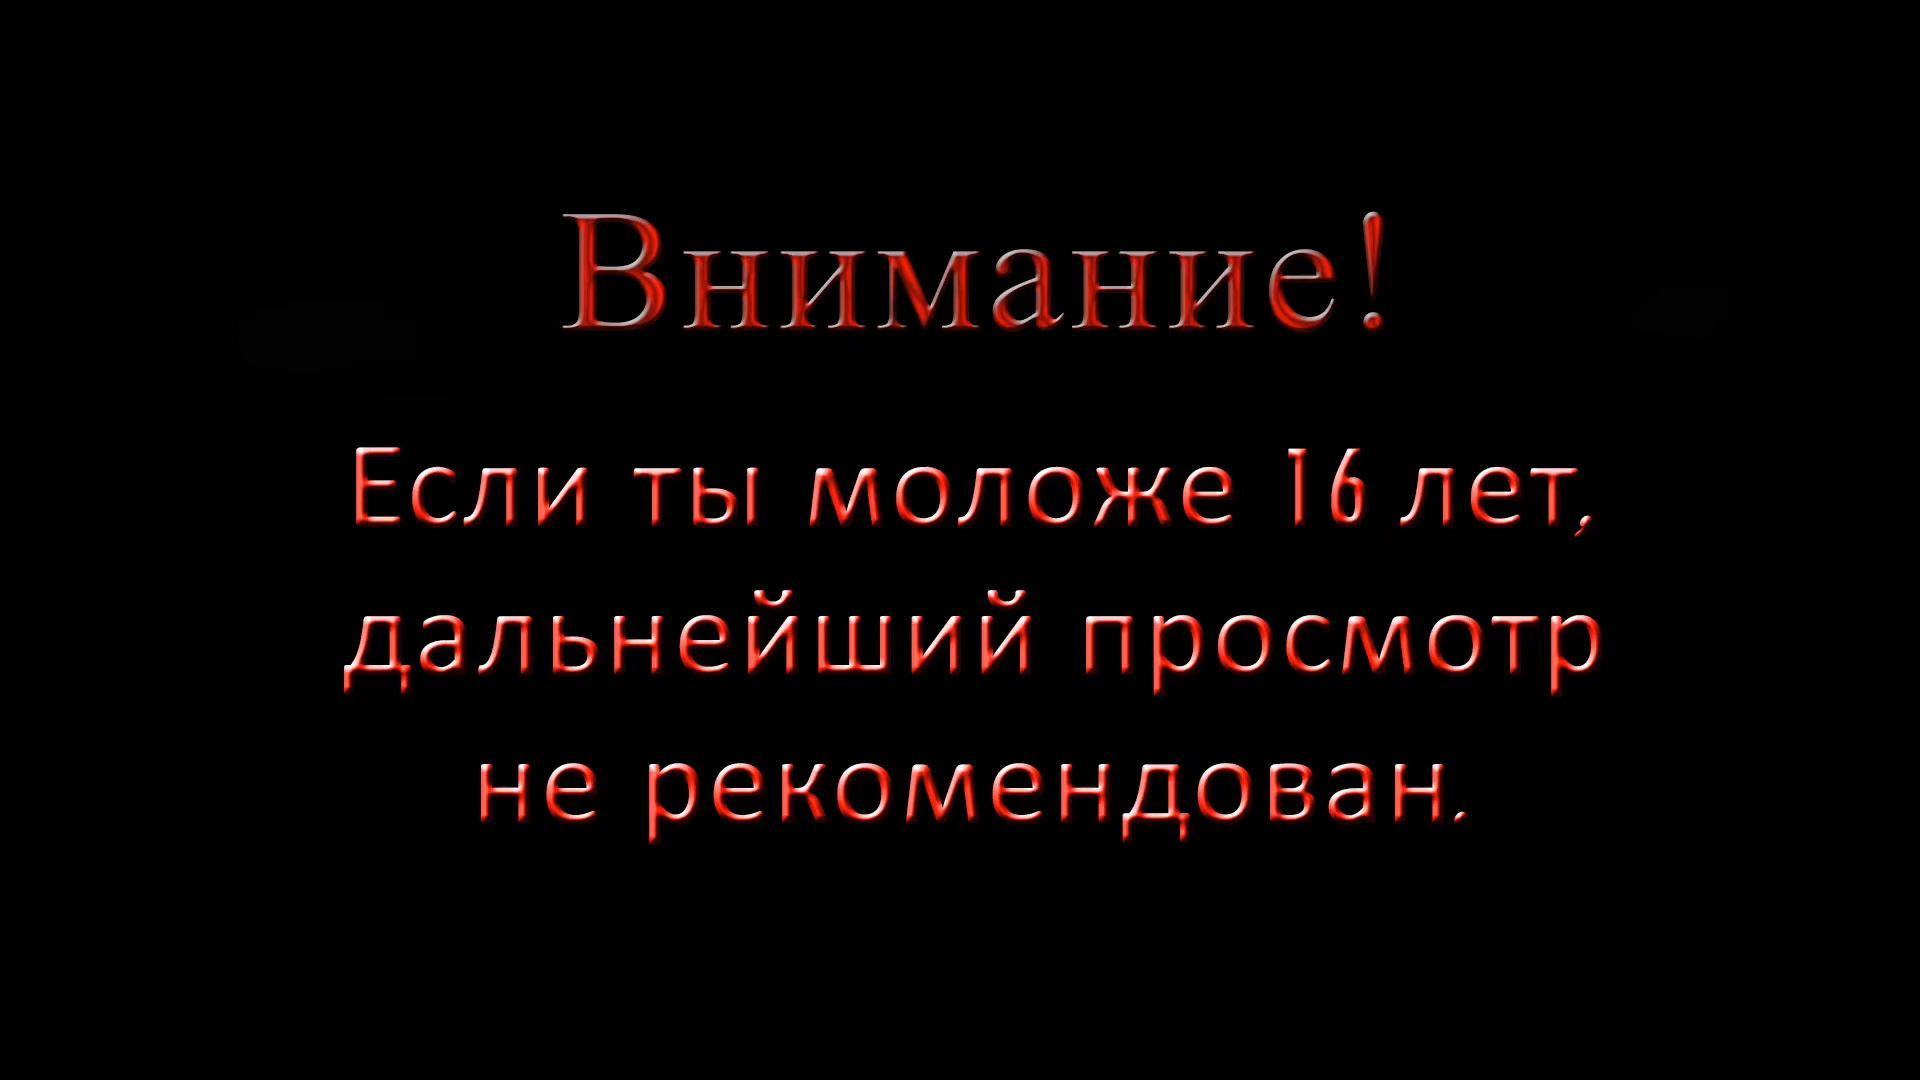 Внимание!
Если ты моложе 16 лет,
дальнейший просмотр
не рекомендован.